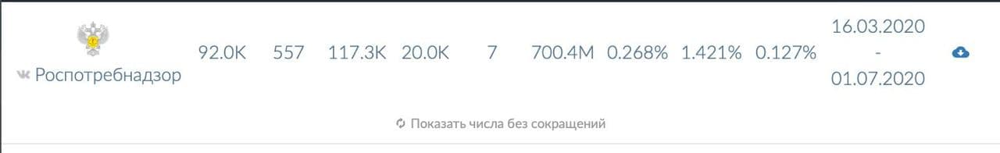 16.03.2020
92.0K 557 117.3K 20.0K 7 700.4M 0.268% 1.421% 0.127% -
Роспотребнадзор
01.07.2020
Показать числа без сокращений